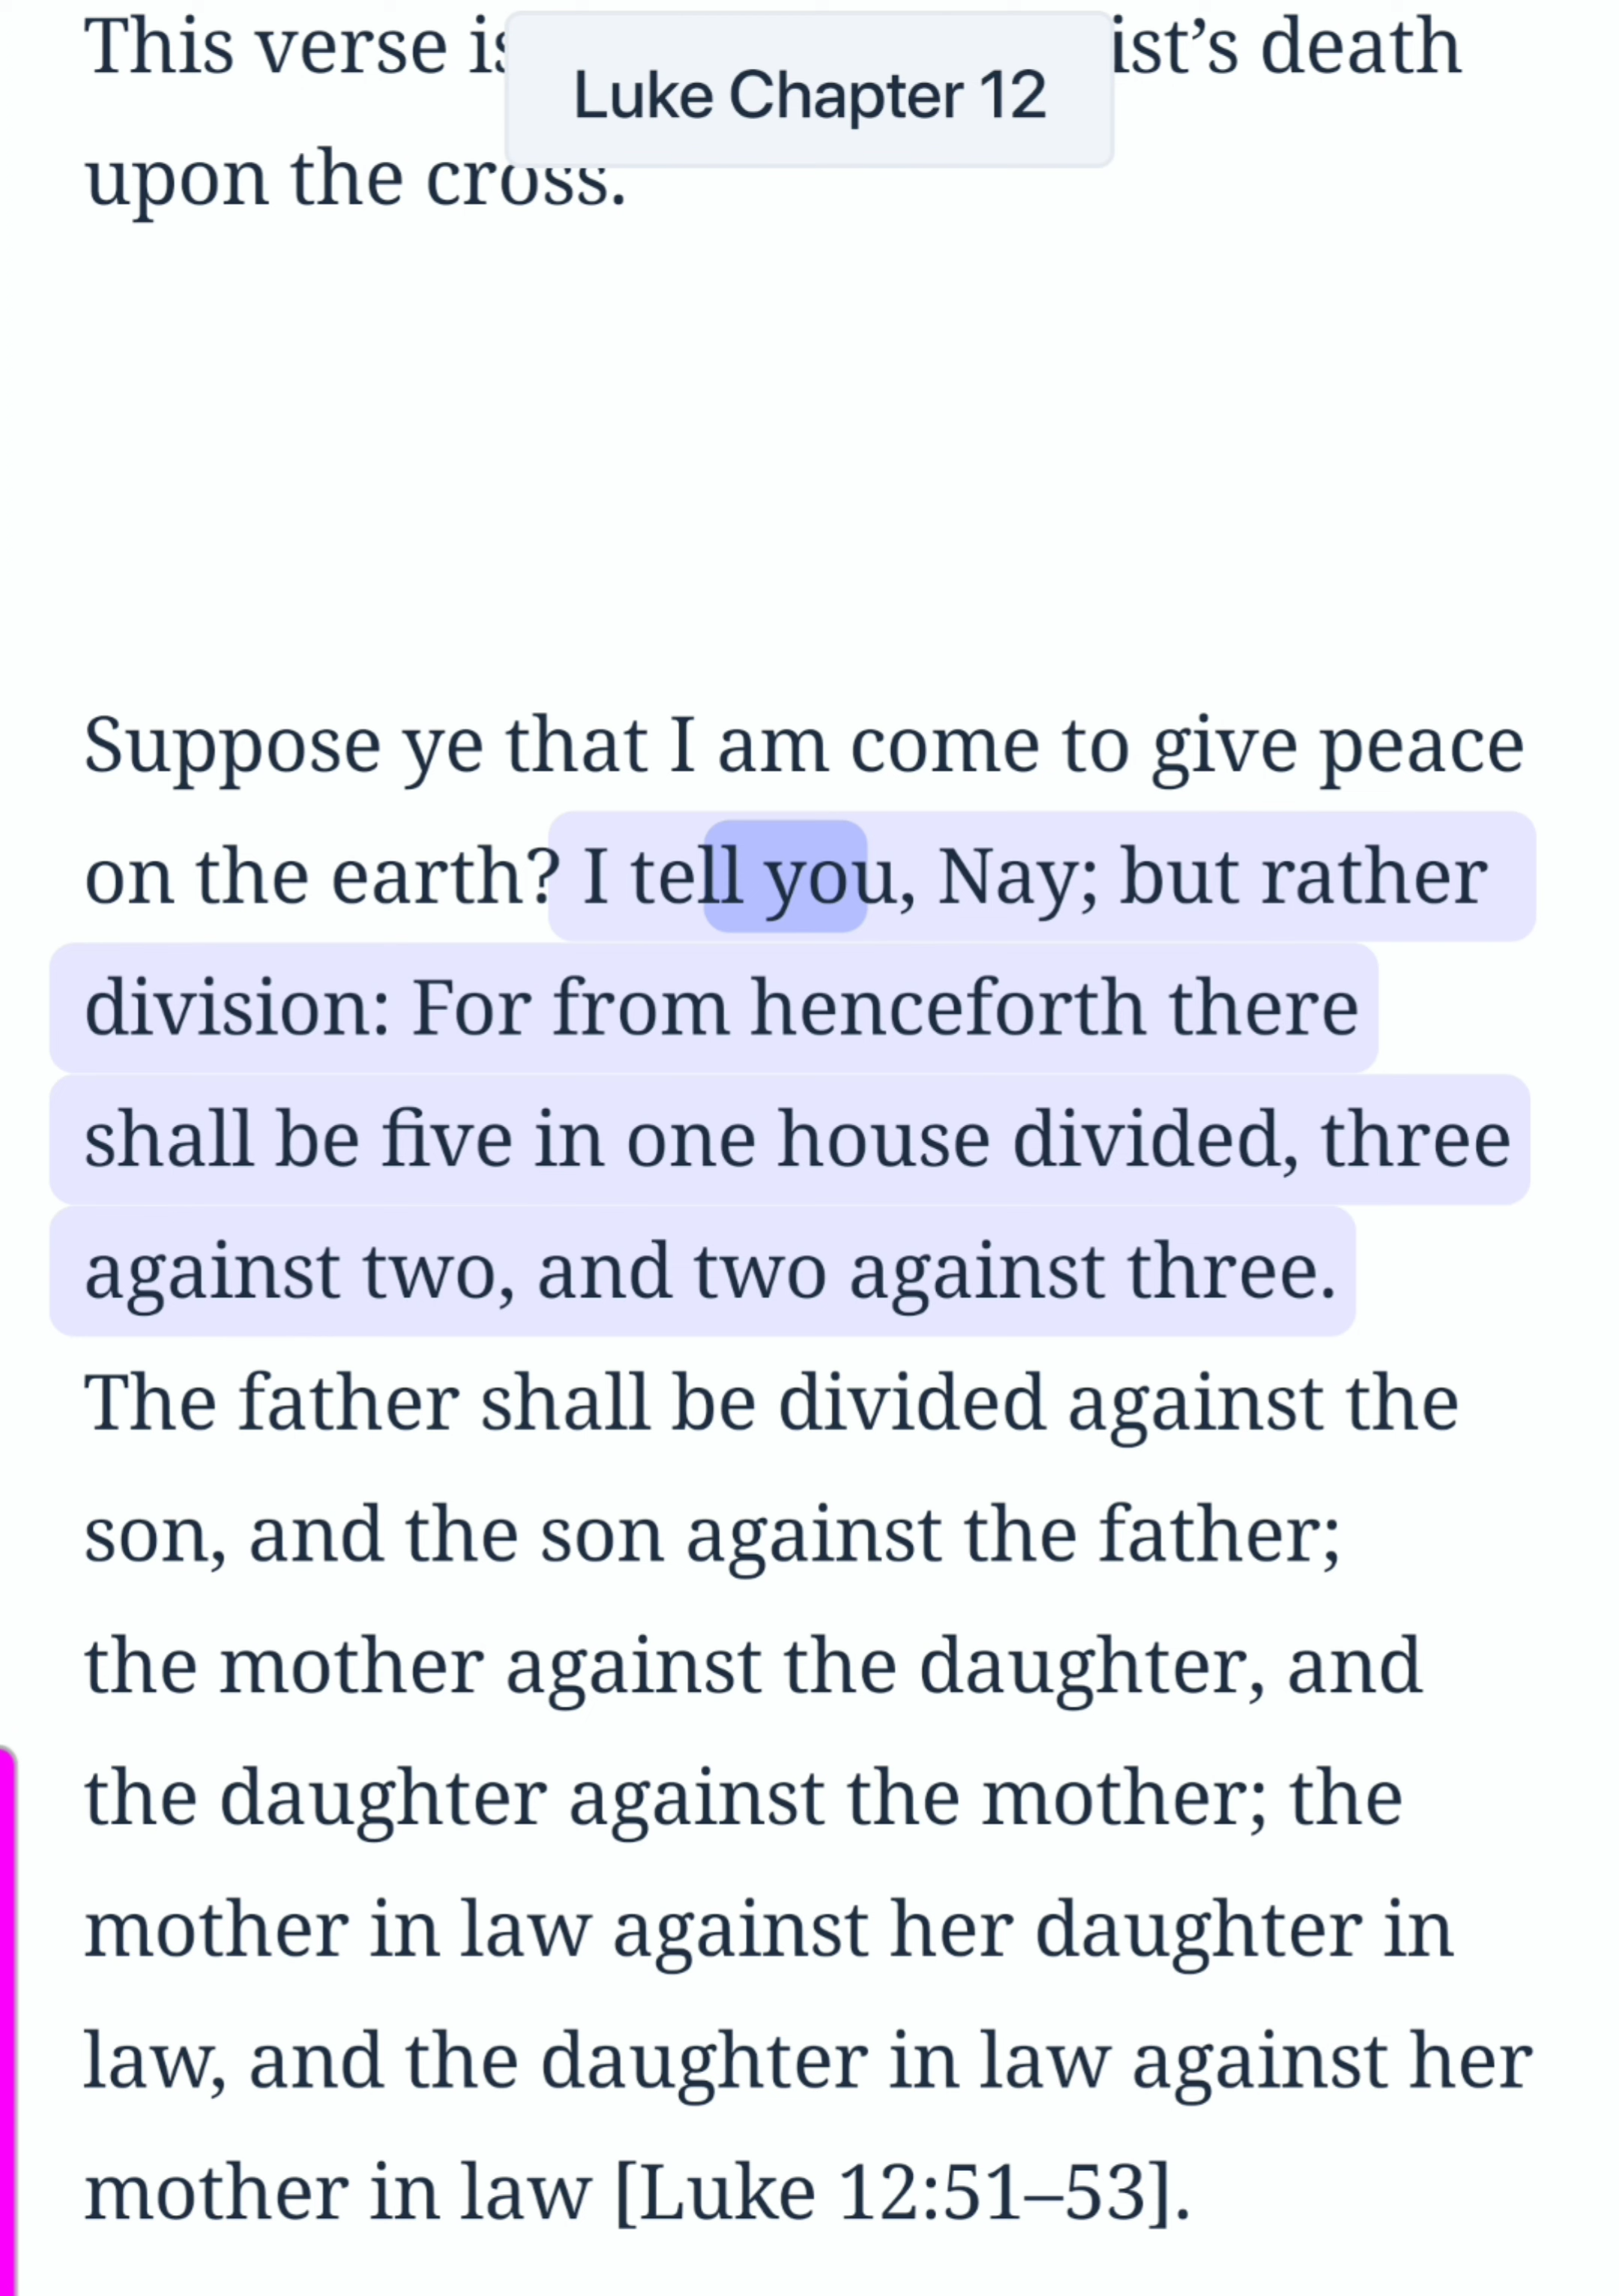 This verse is
ist’s death
Luke Chapter 12
upon the cross.
Suppose ye that I am come to give peace
on the earth? I tell you, Nay; but rather
division: For from henceforth there
shall be five in one house divided, three
against two, and two against three.
The father shall be divided against the
son, and the son against the father;
the mother against the daughter, and
the daughter against the mother; the
mother in law against her daughter in
law, and the daughter in law against her
mother in law [Luke 12:51–53].